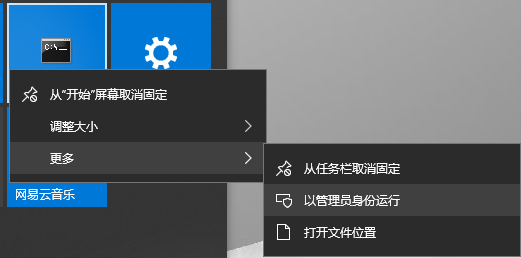 C:\_
从"开始"屏幕取消固定
调整大小
更多
网易云音乐
从任务栏取消固定
以管理员身份运行
打开文件位置